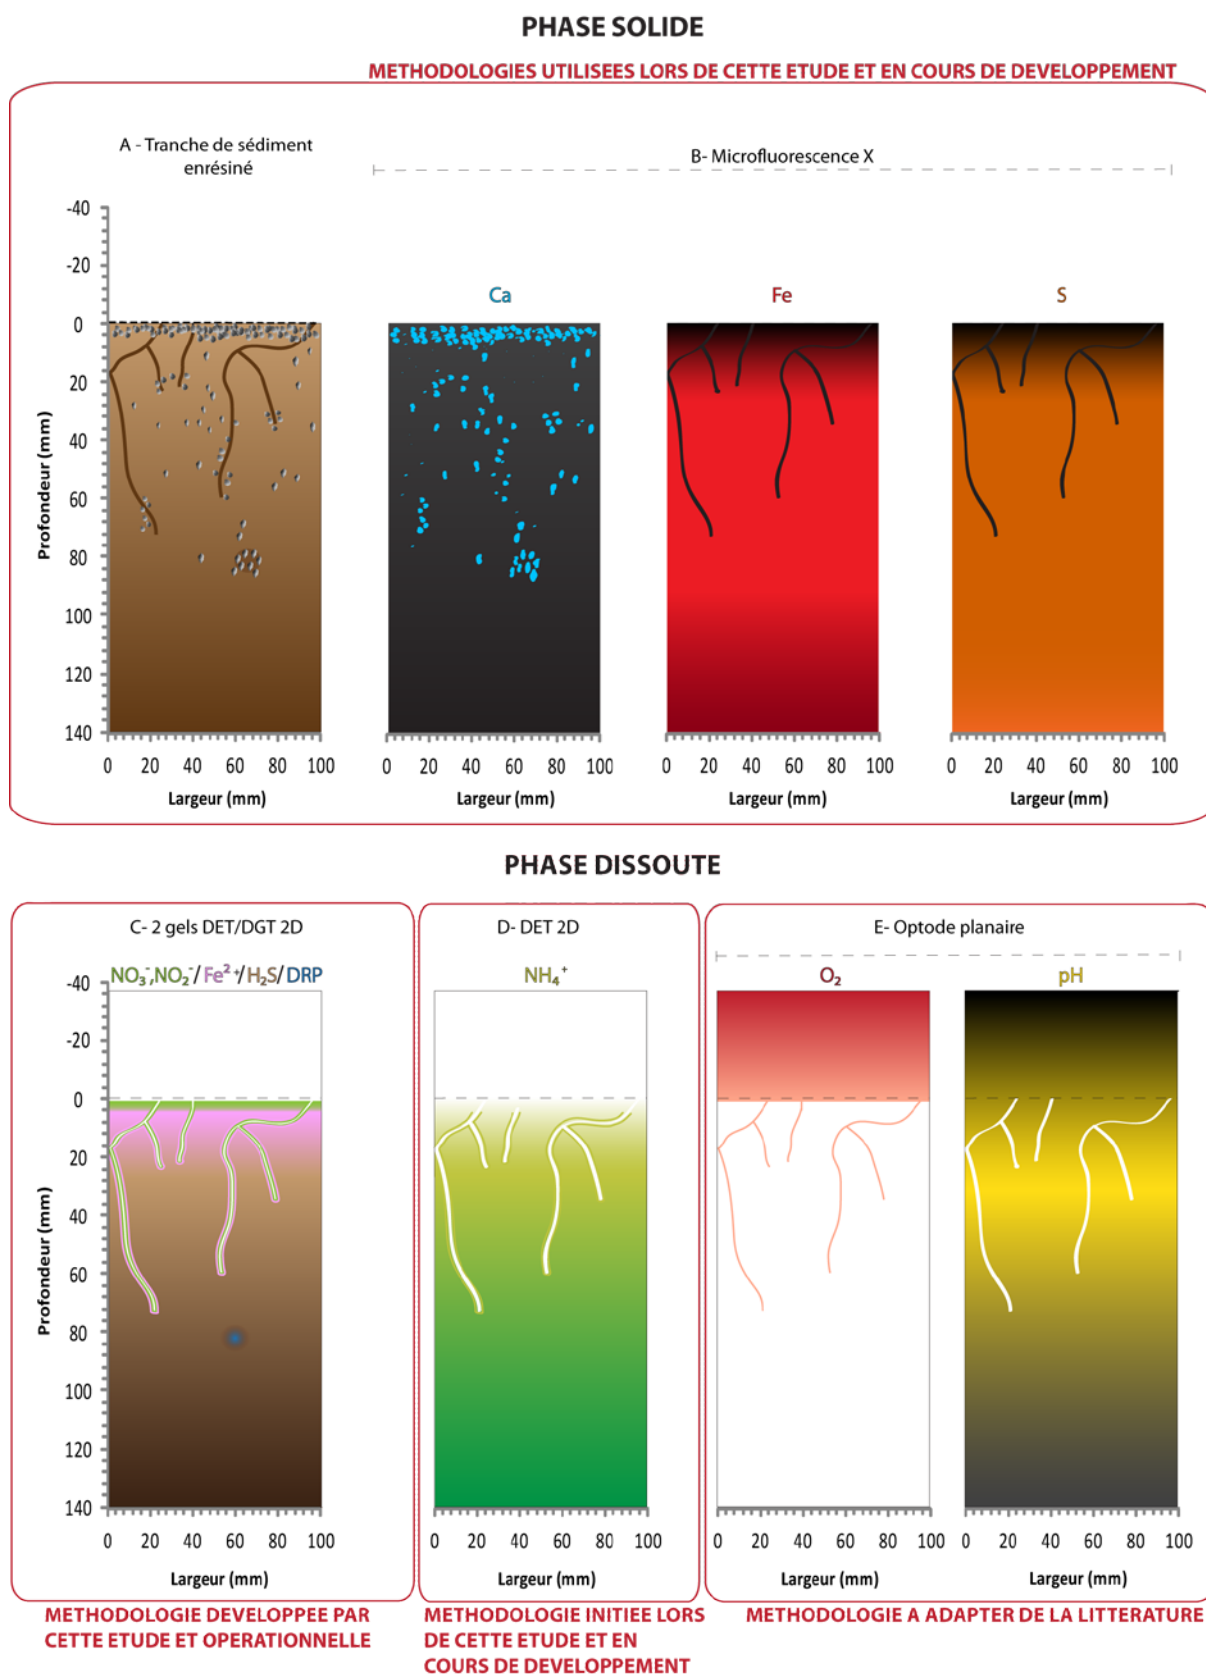 PHASE SOLIDE
METHODOLOGIES UTILISEES LORS DE CETTE ETUDE ET EN COURS DE DEVELOPPEMENT
A - Tranche de sédiment
enrésiné
B- Microfluorescence X
Ca
Fe
S
Profondeur (mm)
-40
-20
0
20
40
60
80
100
120
140
0 20 40 60 80 100
0 20 40 60 80 100
0 20 40 60 80 100
0 20 40 60 80 100
Largeur (mm)
Largeur (mm)
Largeur (mm)
Largeur (mm)
PHASE DISSOUTE
C- 2 gels DET/DGT 2D
D- DET 2D
E- Optode planaire
NO₃⁻,NO₂⁻/Fe²⁺/H₂S/DRP
NH₄⁺
O₂
pH
Profondeur (mm)
-40
-20
0
20
40
60
80
100
120
140
0 20 40 60 80 100
0 20 40 60 80 100
0 20 40 60 80 100
0 20 40 60 80 100
Largeur (mm)
Largeur (mm)
Largeur (mm)
Largeur (mm)
METHODOLOGIE DEVELOPPEE PAR
CETTE ETUDE ET OPERATIONNELLE
METHODOLOGIE INITIEE LORS
DE CETTE ETUDE ET EN
COURS DE DEVELOPPEMENT
METHODOLOGIE A ADAPTER DE LA LITTERATURE